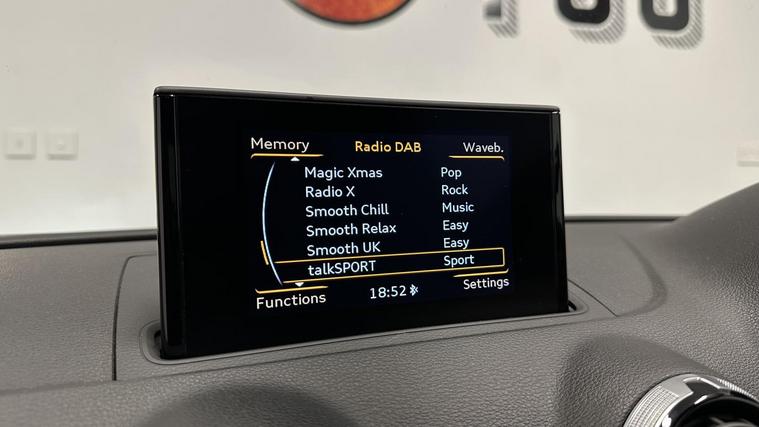 Memory Radio DAB Waveb.
Magic Xmas Pop
Radio X Rock
Smooth Chill Music
Smooth Relax Easy
Smooth UK Easy
talkSPORT Sport
Functions 18:52 Settings